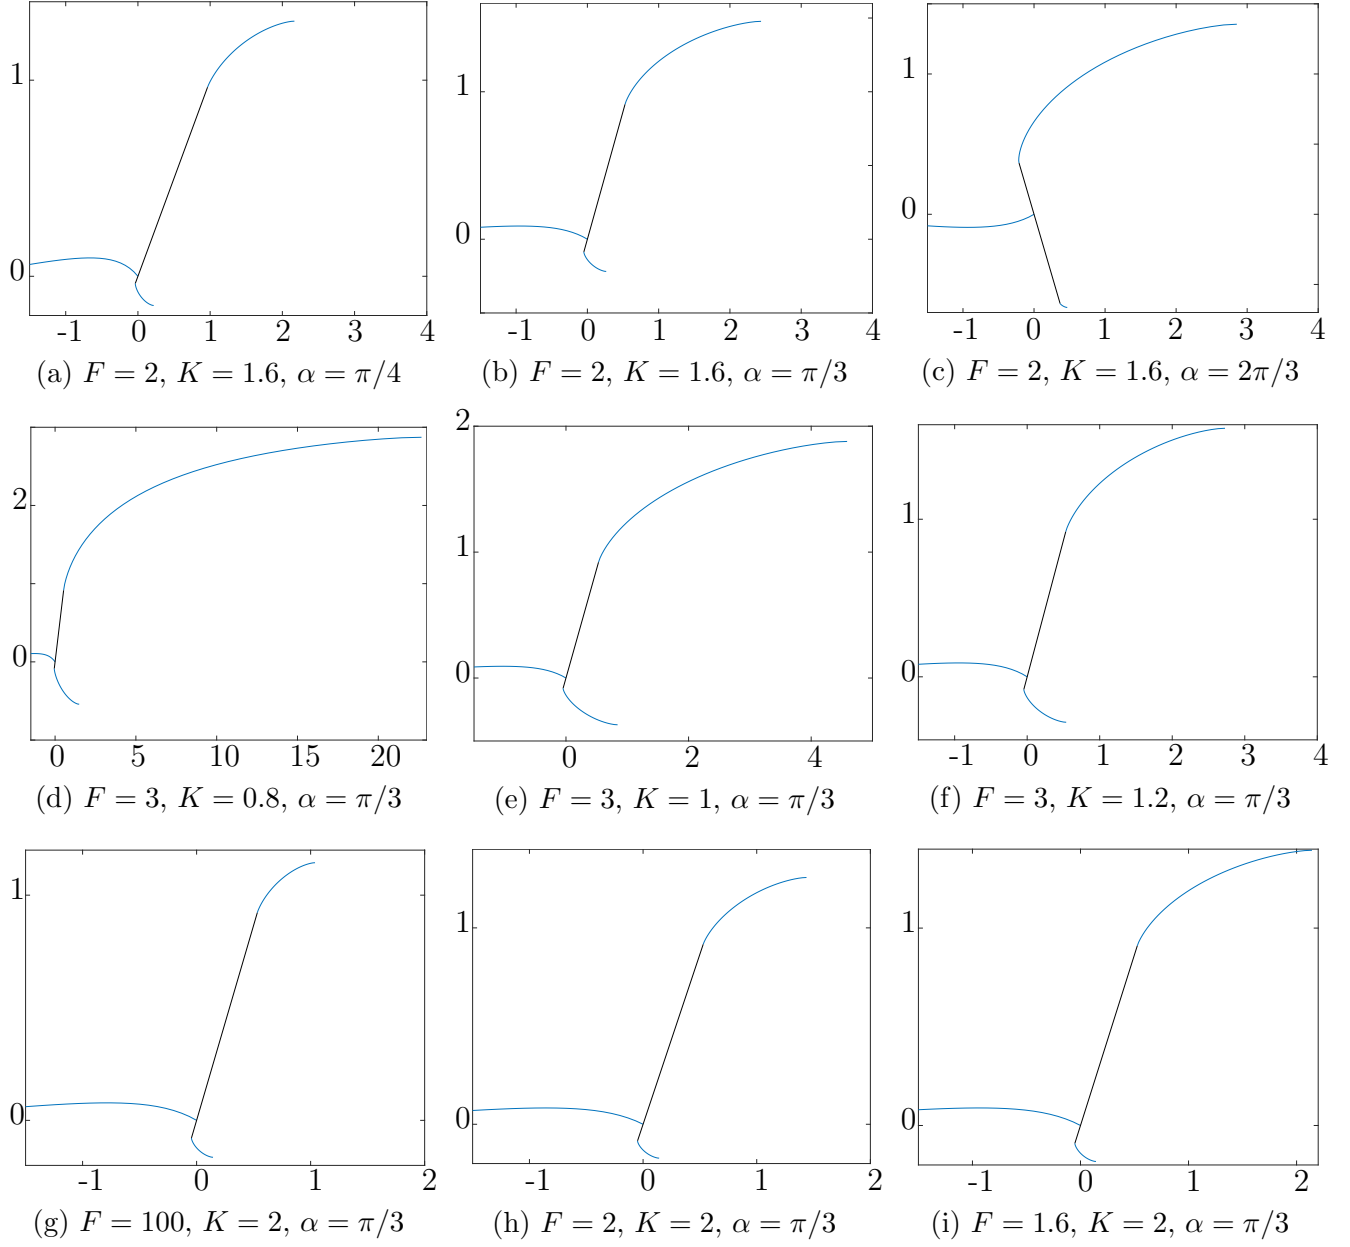 1
0
-1 0 1 2 3 4
(a) F = 2, K = 1.6, α = π/4
1
0
-1 0 1 2 3 4
(b) F = 2, K = 1.6, α = π/3
1
0
-1 0 1 2 3 4
(c) F = 2, K = 1.6, α = 2π/3
2
0
0 5 10 15 20
(d) F = 3, K = 0.8, α = π/3
2
1
0
0 2 4
(e) F = 3, K = 1, α = π/3
1
0
-1 0 1 2 3 4
(f) F = 3, K = 1.2, α = π/3
1
0
-1 0 1 2
(g) F = 100, K = 2, α = π/3
1
0
-1 0 1 2
(h) F = 2, K = 2, α = π/3
1
0
-1 0 1 2
(i) F = 1.6, K = 2, α = π/3